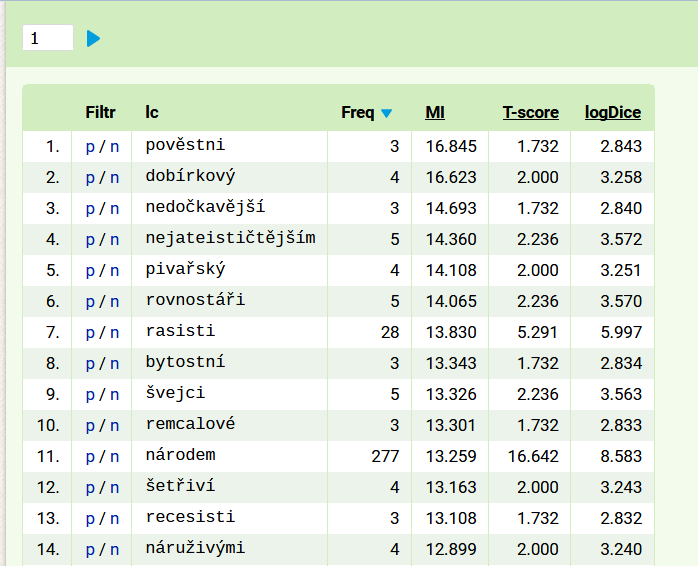 1
Filtr lc Freq MI T-score logDice
1. p / n pověstni 3 16.845 1.732 2.843
2. p / n dobírkový 4 16.623 2.000 3.258
3. p / n nedočkavější 3 14.693 1.732 2.840
4. p / n nejateističtějším 5 14.360 2.236 3.572
5. p / n pivařský 4 14.108 2.000 3.251
6. p / n rovnostáři 5 14.065 2.236 3.570
7. p / n rasisti 28 13.830 5.291 5.997
8. p / n bytostní 3 13.343 1.732 2.834
9. p / n švejci 5 13.326 2.236 3.563
10. p / n remcalové 3 13.301 1.732 2.833
11. p / n národem 277 13.259 16.642 8.583
12. p / n šetřiví 4 13.163 2.000 3.243
13. p / n recesisti 3 13.108 1.732 2.832
14. p / n náruživými 4 12.899 2.000 3.240